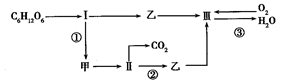 C₆H₁₂O₆ Ⅰ 乙 Ⅲ O₂
H₂O
① ③
CO₂
甲 Ⅱ 乙
②